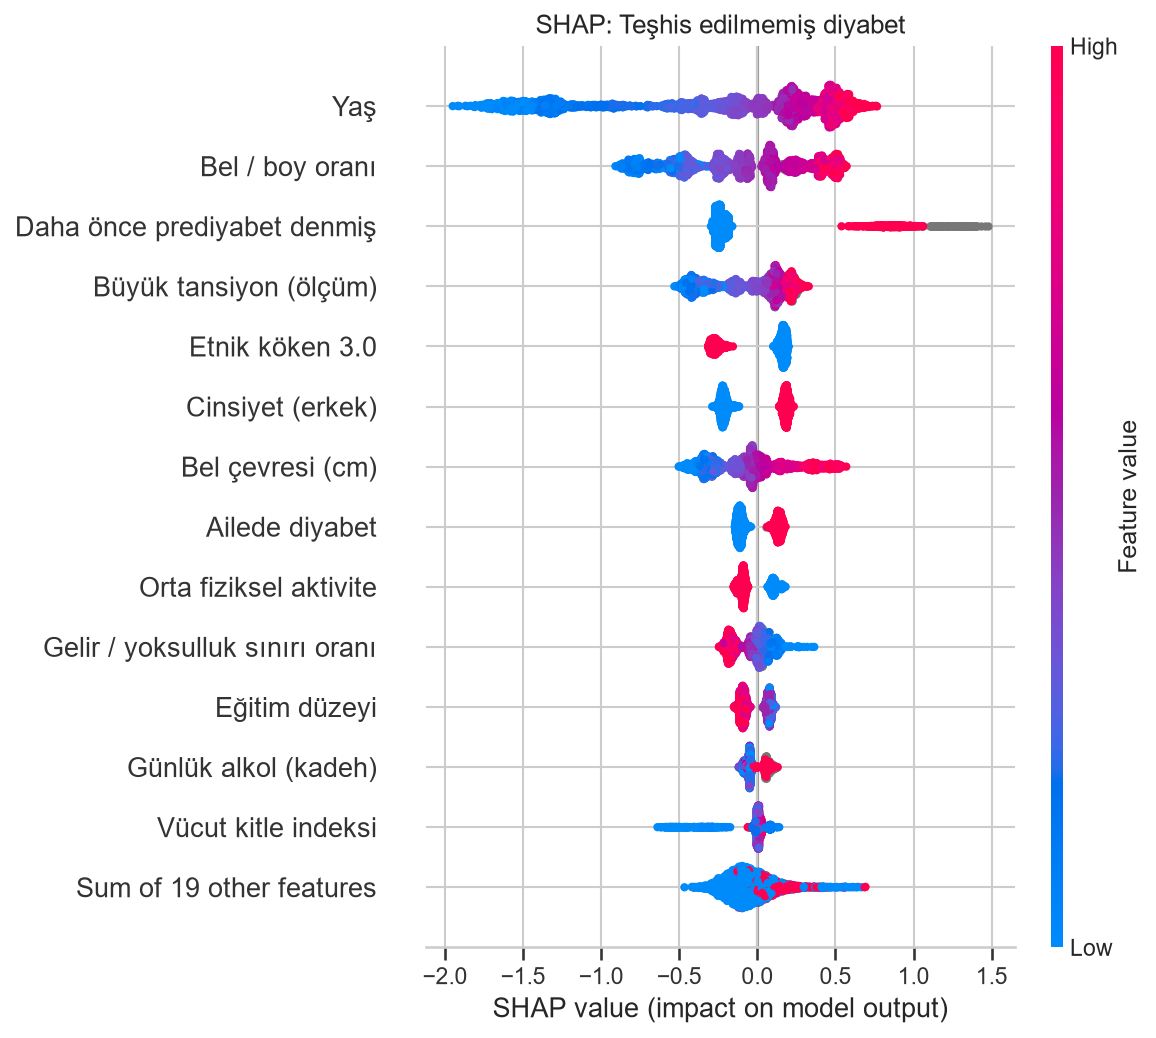 SHAP: Teşhis edilmemiş diyabet
High
Yaş
Bel / boy oranı
Daha önce prediyabet denmiş
Büyük tansiyon (ölçüm)
Etnik köken 3.0
Cinsiyet (erkek)
Bel çevresi (cm)
Ailede diyabet
Orta fiziksel aktivite
Gelir / yoksulluk sınırı oranı
Eğitim düzeyi
Günlük alkol (kadeh)
Vücut kitle indeksi
Sum of 19 other features
Feature value
Low
−2.0 −1.5 −1.0 −0.5 0.0 0.5 1.0 1.5
SHAP value (impact on model output)